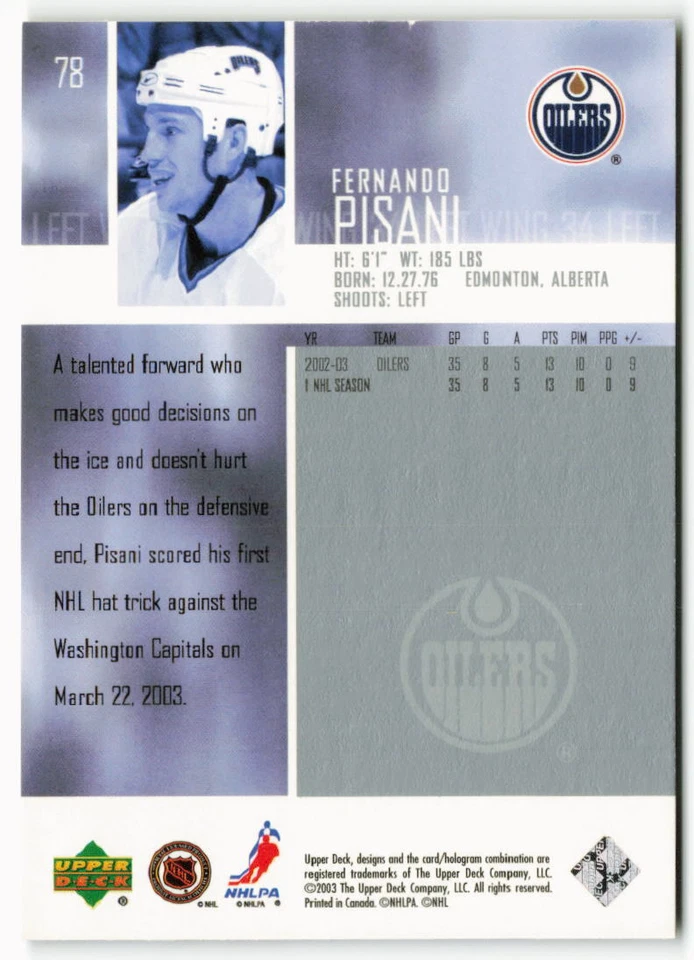 78
OILERS
®
FERNANDO
PISANI
LEFT WING 34 LEFT
HT: 6'1" WT: 185 LBS
BORN: 12.27.76 EDMONTON, ALBERTA
SHOOTS: LEFT
YR TEAM GP G A PTS PIM PPG +/-
2002-03 OILERS 35 8 5 13 10 0 9
1 NHL SEASON 35 8 5 13 10 0 9
A talented forward who
makes good decisions on
the ice and doesn't hurt
the Oilers on the defensive
end, Pisani scored his first
NHL hat trick against the
Washington Capitals on
March 22, 2003.
OILERS
®
UPPER
DECK
®
NHL
©NHL
NHLPA
©NHLPA
Upper Deck, designs and the card/hologram combination are
registered trademarks of The Upper Deck Company, LLC.
©2003 The Upper Deck Company, LLC. All rights reserved.
Printed in Canada. ©NHLPA. ©NHL